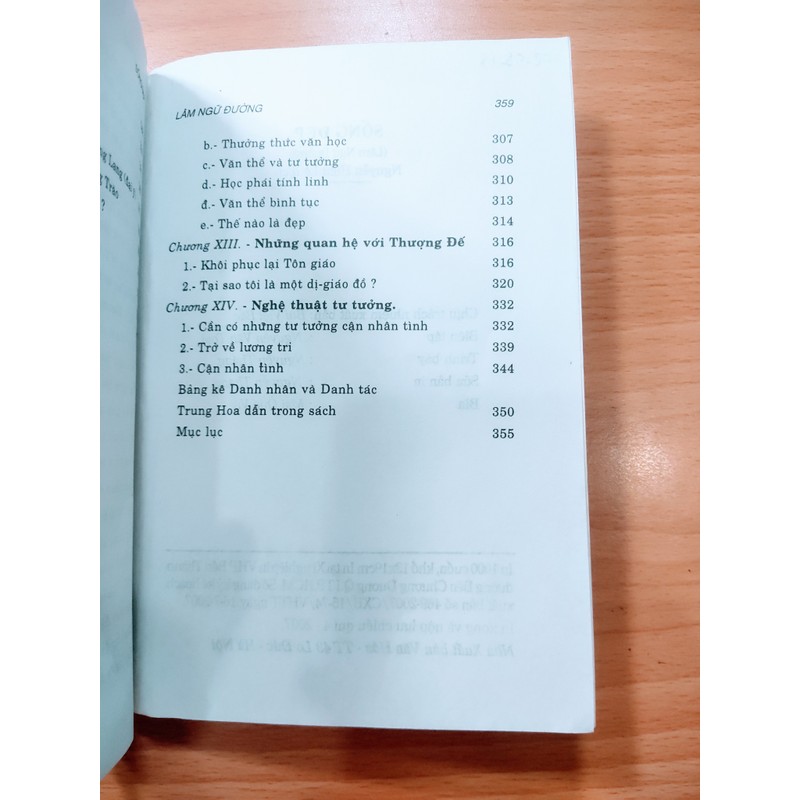 LÂM NGỮ ĐƯỜNG 359
b.- Thưởng thức văn học 307
c.- Văn thể và tư tưởng 308
d.- Học phái tính linh 310
đ.- Văn thể bình tục 313
e.- Thế nào là đẹp 314
Chương XIII. - Những quan hệ với Thượng Đế 316
1.- Khôi phục lại Tôn giáo 316
2.- Tại sao tôi là một dị-giáo đồ ? 320
Chương XIV. - Nghệ thuật tư tưởng. 332
1.- Cần có những tư tưởng cận nhân tình 332
2.- Trở về lương tri 339
3.- Cận nhân tình 344
Bảng kê Danh nhân và Danh tác
Trung Hoa dẫn trong sách 350
Mục lục 355
Lang (đài
Trào
?